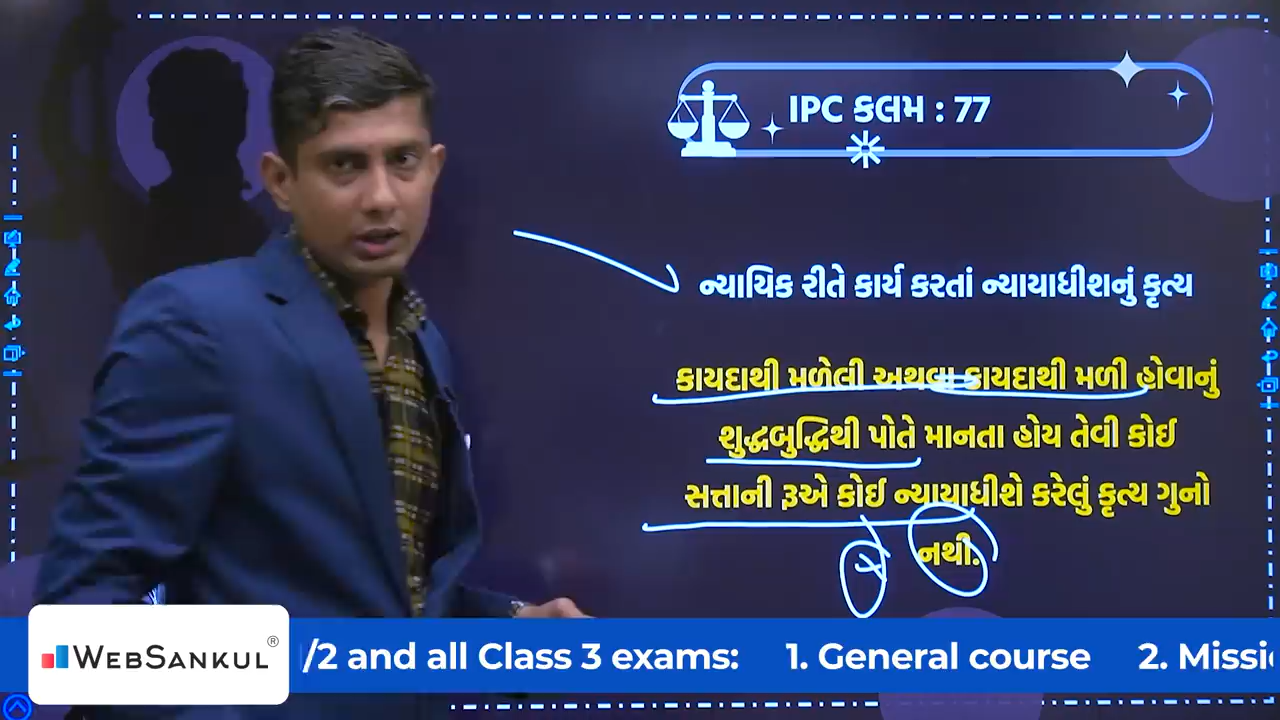 IPC કલમ : 77
ન્યાયિક રીતે કાર્ય કરતાં ન્યાયાધીશનું કૃત્ય
કાયદાથી મળેલી અથવા કાયદાથી મળી હોવાનું
શુદ્ધબુદ્ધિથી પોતે માનતા હોય તેવી કોઈ
સત્તાની રૂએ કોઈ ન્યાયાધીશે કરેલું કૃત્ય ગુનો
નથી.
WEBSANKUL®
/2 and all Class 3 exams: 1. General course 2. Missi